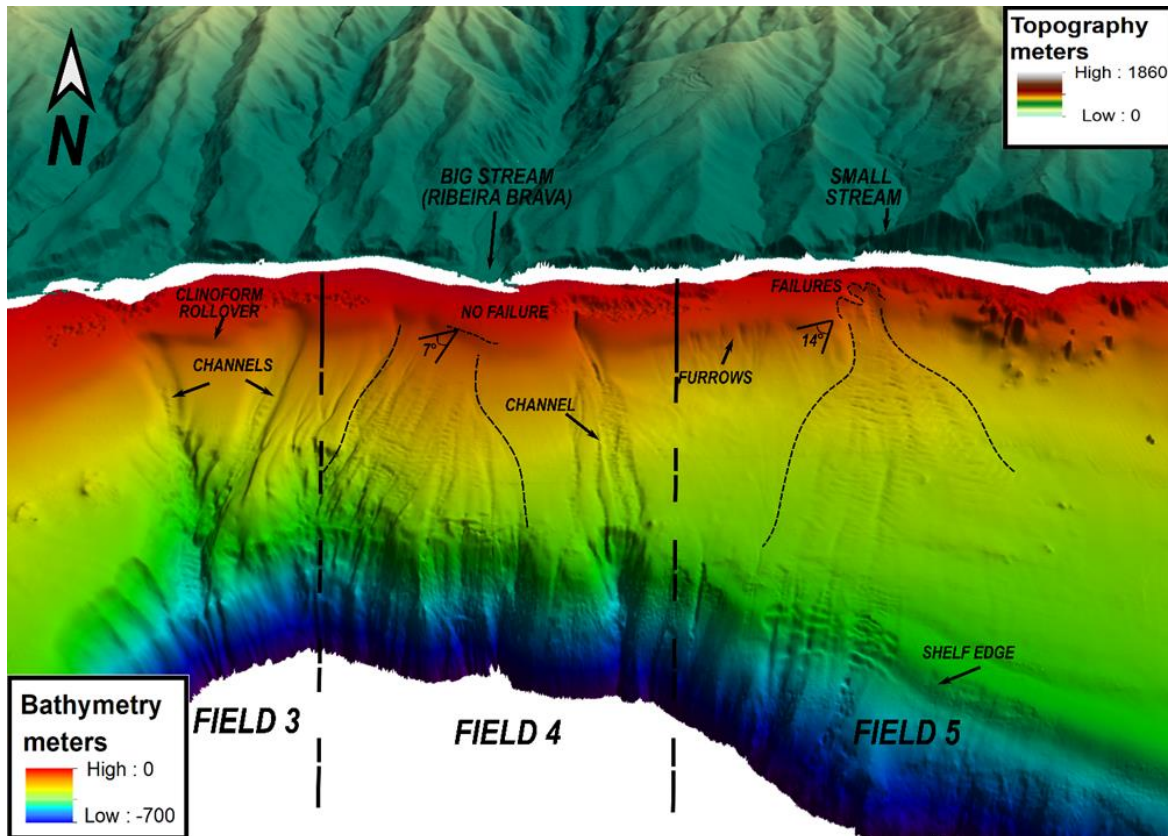 Topography
meters
High : 1860
Low : 0
N
BIG STREAM
(RIBEIRA BRAVA)
SMALL
STREAM
CLINOFORM
ROLLOVER
NO FAILURE
FAILURES
7°
14°
CHANNELS
FURROWS
CHANNEL
SHELF EDGE
FIELD 3
FIELD 4
FIELD 5
Bathymetry
meters
High : 0
Low : -700